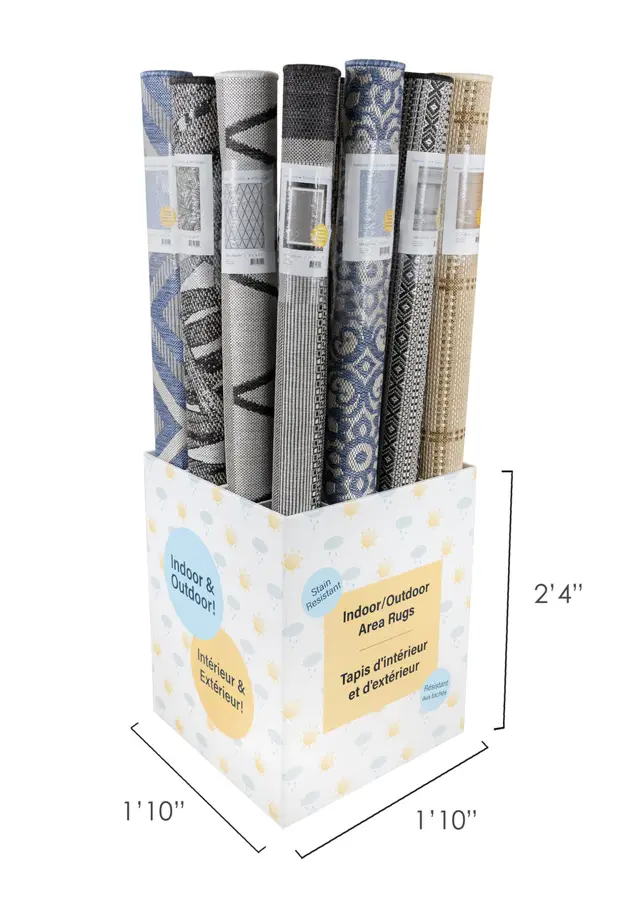 Indoor &
Outdoor!
Intérieur &
Extérieur!
Stain
Resistant
Indoor/Outdoor
Area Rugs
Tapis d'intérieur
et d'extérieur
Résistant
Aux taches
2’4”
1’10”
1’10”